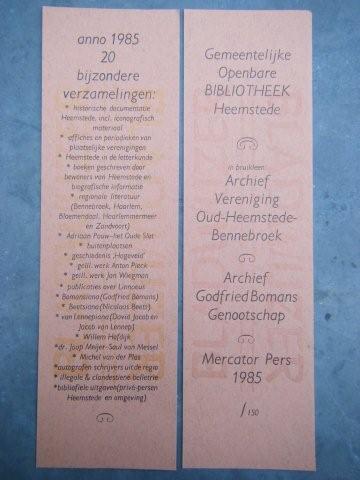 anno 1985
20
bijzondere
verzamelingen:
* historische documentatie
Heemstede, incl. iconografisch
materiaal
* affiches en periodieken van
plaatselijke verenigingen
* Heemstede in de letterkunde
* boeken geschreven door
bewoners van Heemstede en
biografische informatie
* regionale literatuur
(Bennebroek, Haarlem,
Bloemendaal, Haarlemmermeer
en Zandvoort)
* Adriaan Pauw-het Oude Slot
* buitenplaatsen
* geschiedenis 'Hageveld'
* geïll. werk Anton Pieck
* geïll. werk Jan Wiegman
* publicaties over Linnaeus
* Bomansiana (Godfried Bomans)
* Beetsiana (Nicolaas Beets)
* van Lennepiana (David Jacob en
Jacob van Lennep)
* Willem Hofdijk
* dr. Jaap Meijer-Saul van Messel
* Michel van der Plas
* autografen schrijvers uit de regio
* illegale & clandestiene belletrie
* bibliofiele uitgaven (privé-persen
Heemstede en omgeving)
Gemeentelijke
Openbare
BIBLIOTHEEK
Heemstede
in bruikleen:
Archief
Vereniging
Oud-Heemstede-
Bennebroek
Archief
Godfried Bomans
Genootschap
Mercator Pers
1985
/150